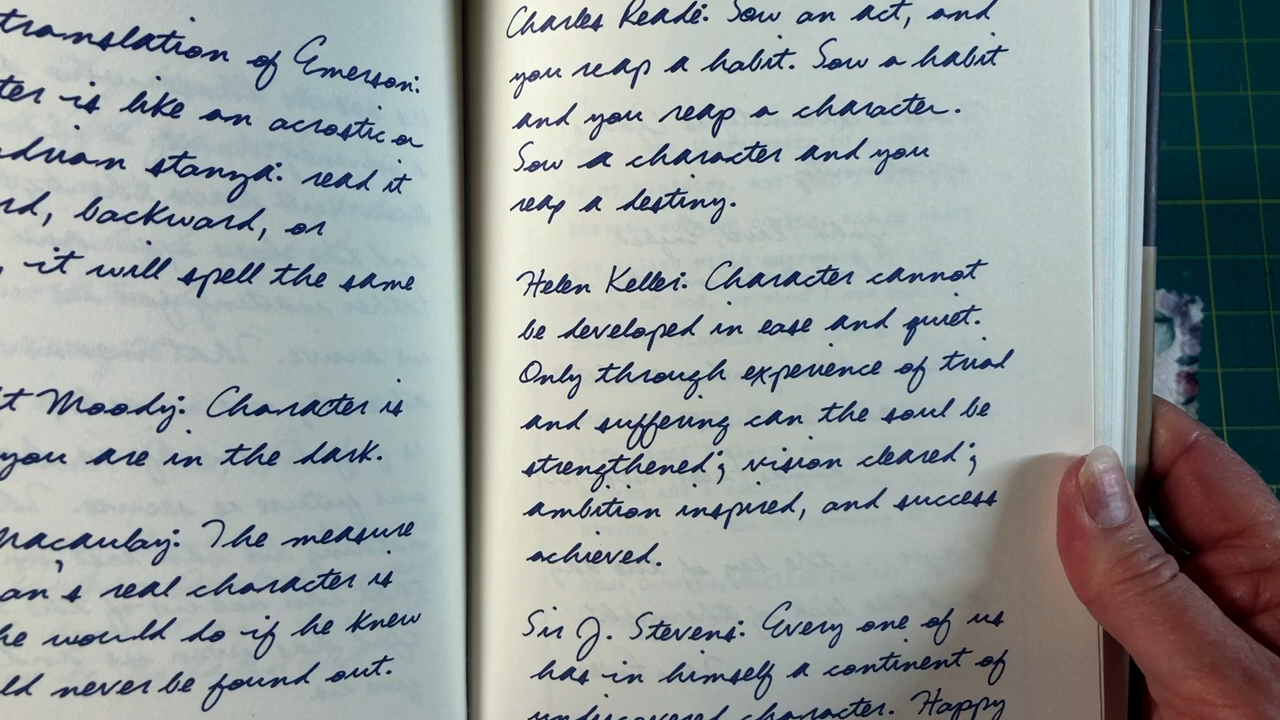 translation of Emerson:
ter is like an acrostic or
drian stanza: read it
rd, backward, or
, it will spell the same
t Moody: Character is
you are in the dark.
Macaulay: The measure
an's real character is
he would do if he knew
ld never be found out.
Charles Reade: Sow an act, and
you reap a habit. Sow a habit
and you reap a character.
Sow a character and you
reap a destiny.
Helen Keller: Character cannot
be developed in ease and quiet.
Only through experience of trial
and suffering can the soul be
strengthened; vision cleared;
ambition inspired, and success
achieved.
Sir J. Stevens: Every one of us
has in himself a continent of
undiscovered character. Happy